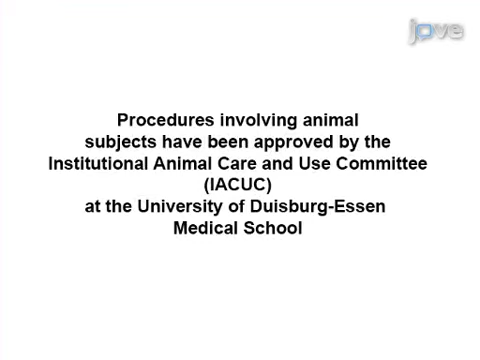 jove
Procedures involving animal
subjects have been approved by the
Institutional Animal Care and Use Committee
(IACUC)
at the University of Duisburg-Essen
Medical School